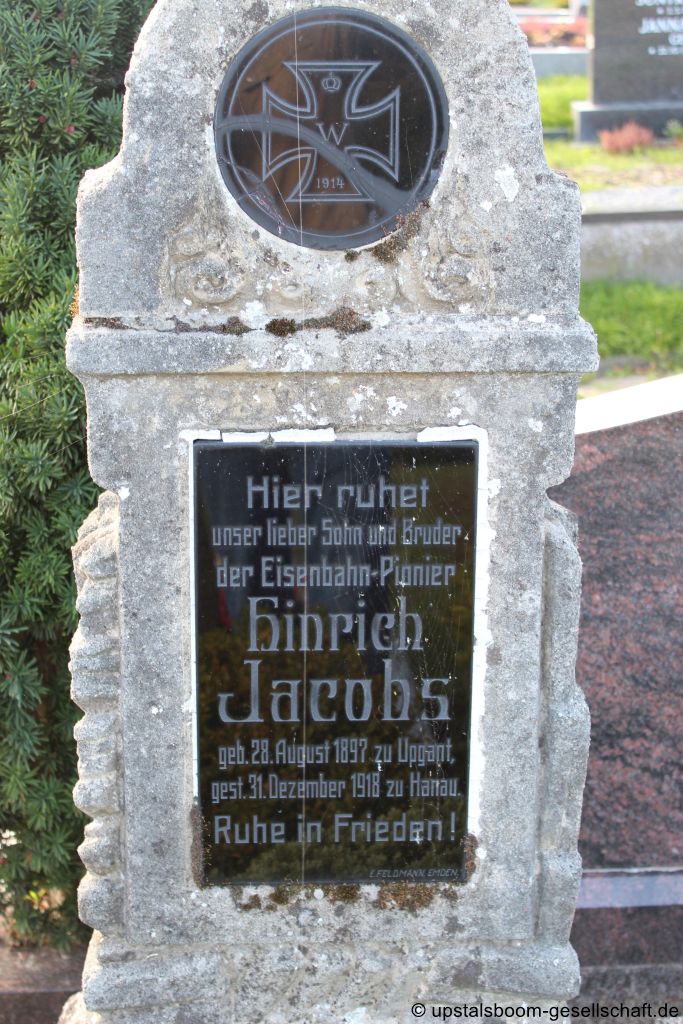 W
1914
Hier ruhet
unser lieber Sohn und Bruder
der Eisenbahn-Pionier
Hinrich
Jacobs
geb. 28. August 1897 zu Upgant,
gest. 31. Dezember 1918 zu Hanau.
Ruhe in Frieden!
E. FELDMANN, EMDEN.
© upstalsboom-gesellschaft.de